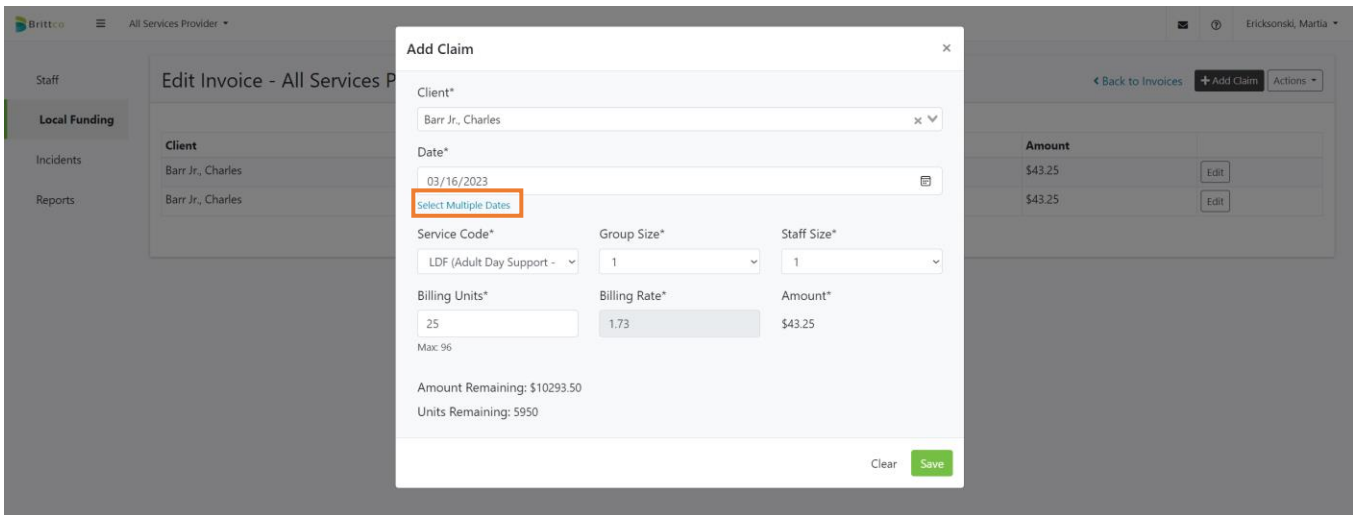 Brittco
All Services Provider
Ericksonski, Martia
Staff
Local Funding
Incidents
Reports
Edit Invoice - All Services P
Back to Invoices
+ Add Claim
Actions
Client
Amount
Barr Jr., Charles
$43.25
Edit
Barr Jr., Charles
$43.25
Edit
Add Claim
×
Client*
Barr Jr., Charles
Date*
03/16/2023
Select Multiple Dates
Service Code* Group Size* Staff Size*
LDF (Adult Day Support - 1 1
Billing Units* Billing Rate* Amount*
25 1.73 $43.25
Max: 96
Amount Remaining: $10293.50
Units Remaining: 5950
Clear Save